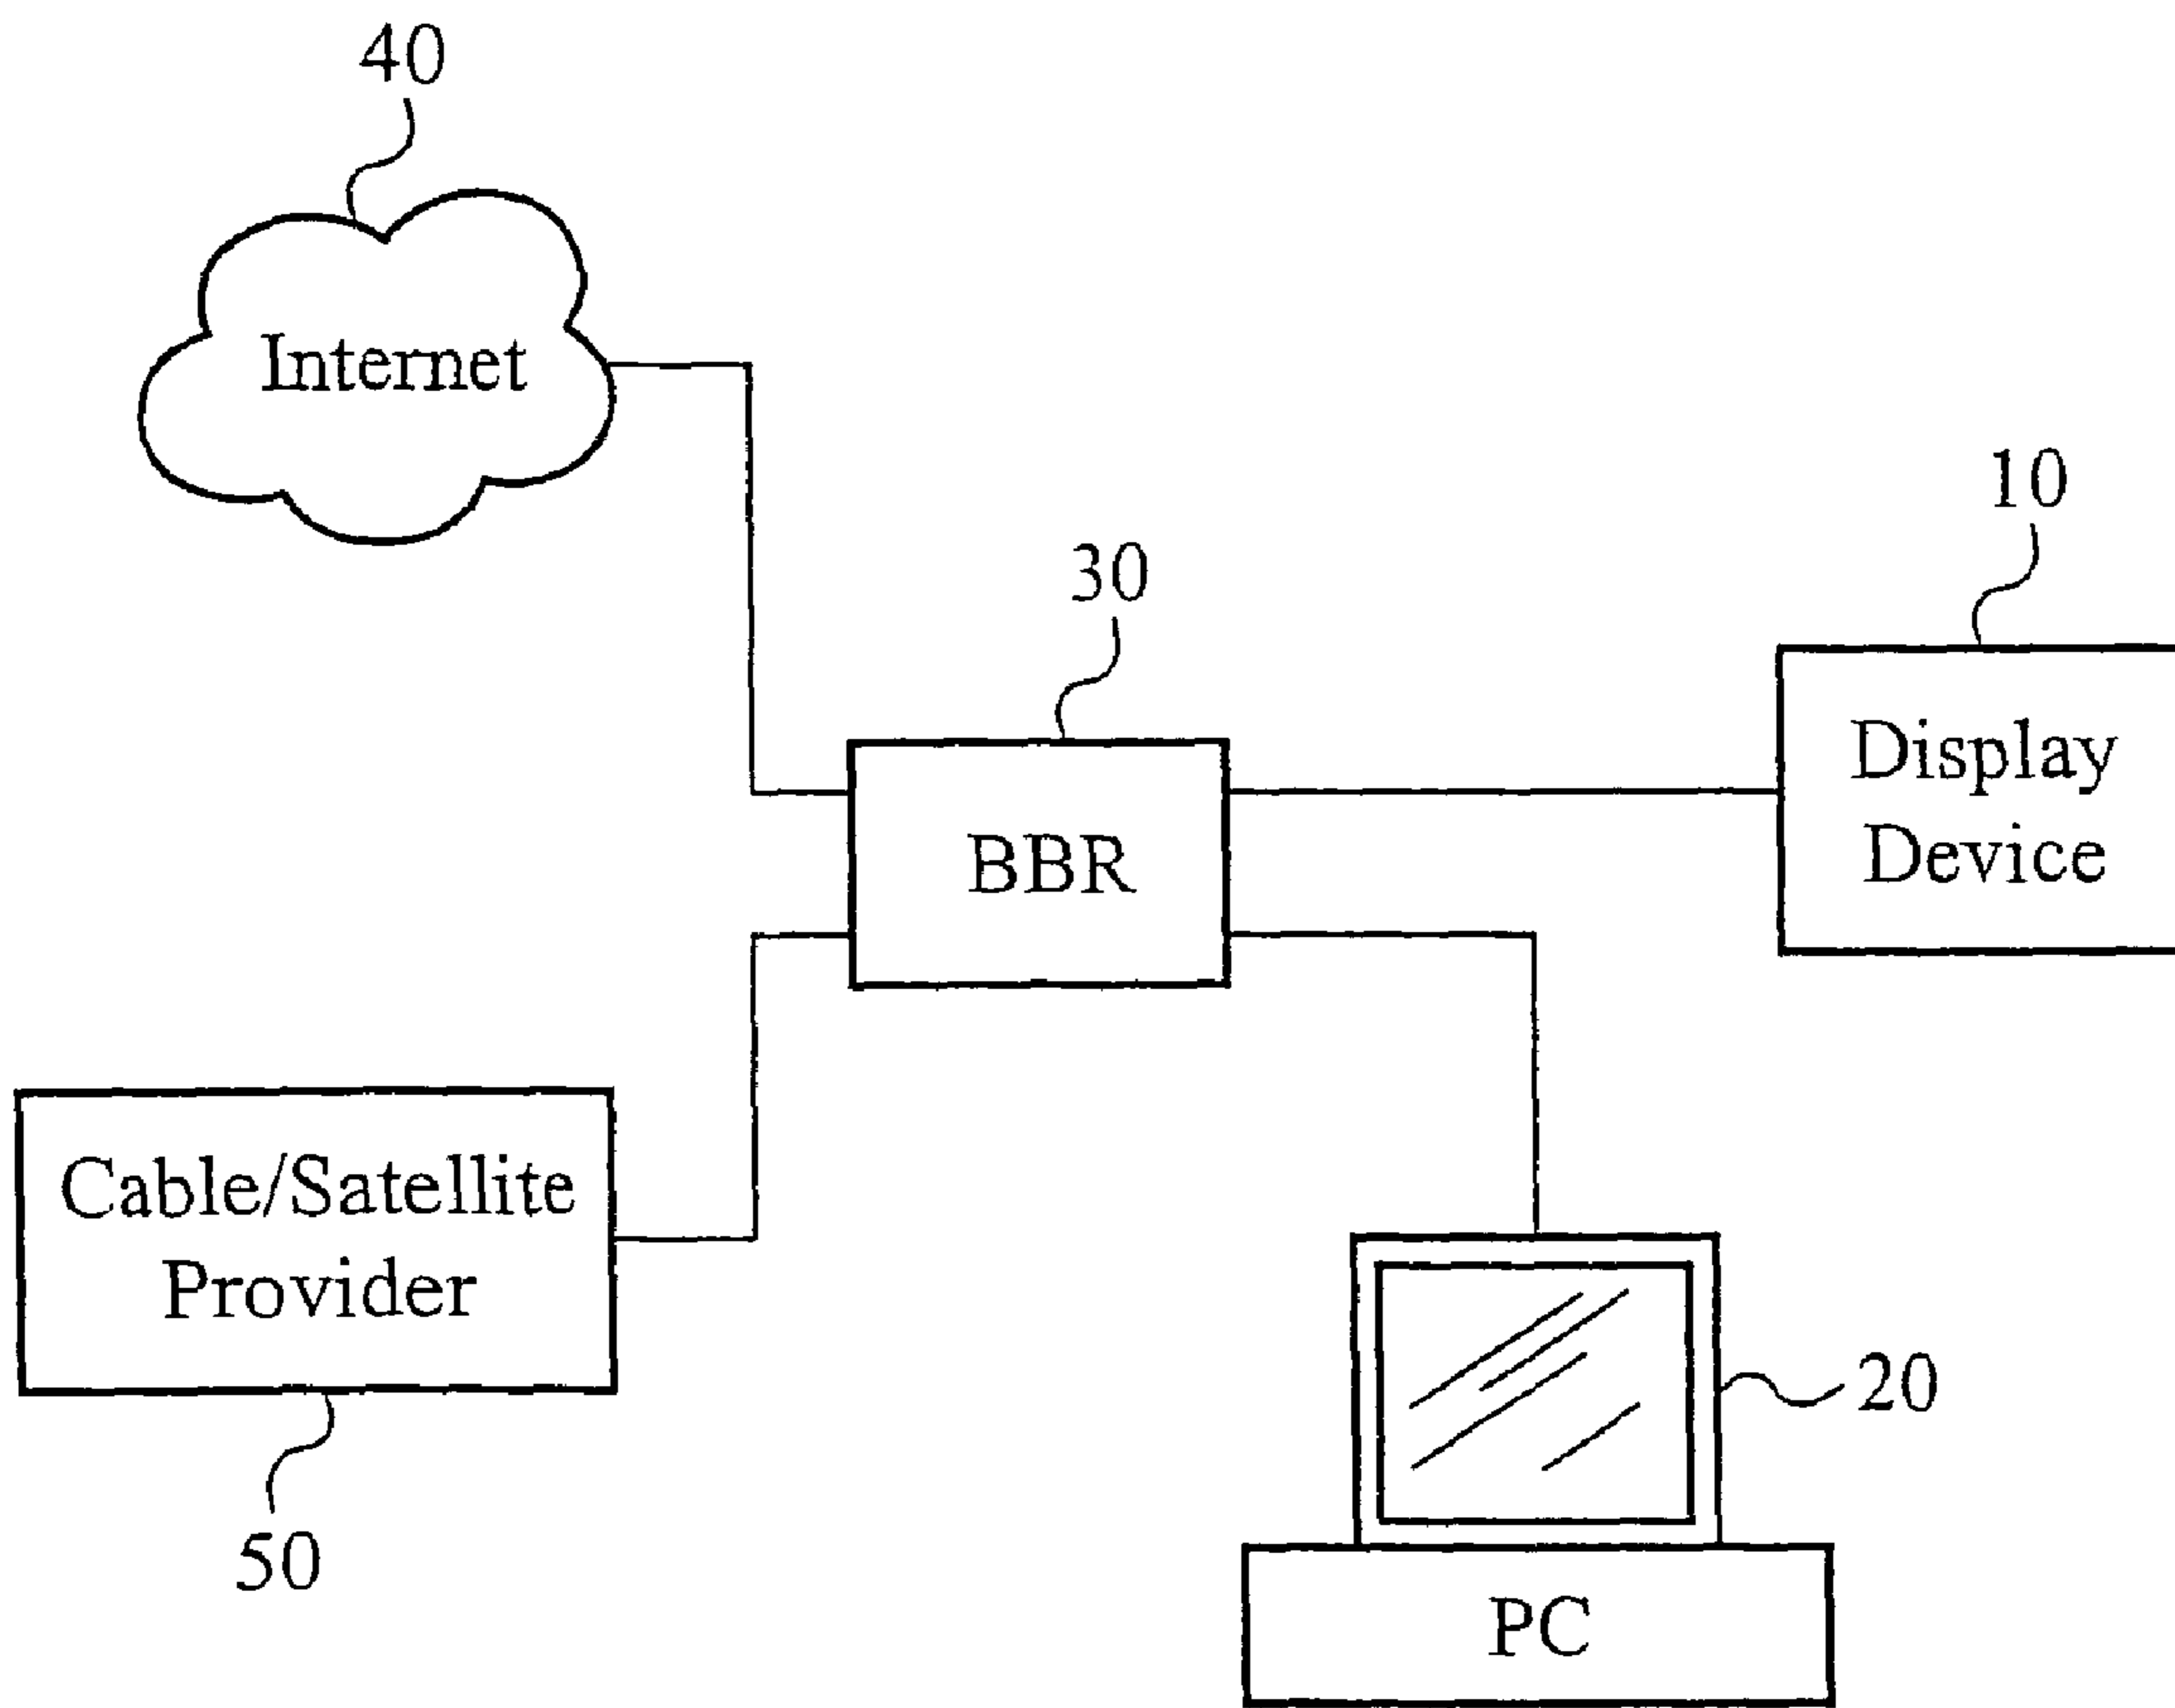 40
Internet
10
30
Display
Device
BBR
Cable/Satellite
Provider
20
50
PC